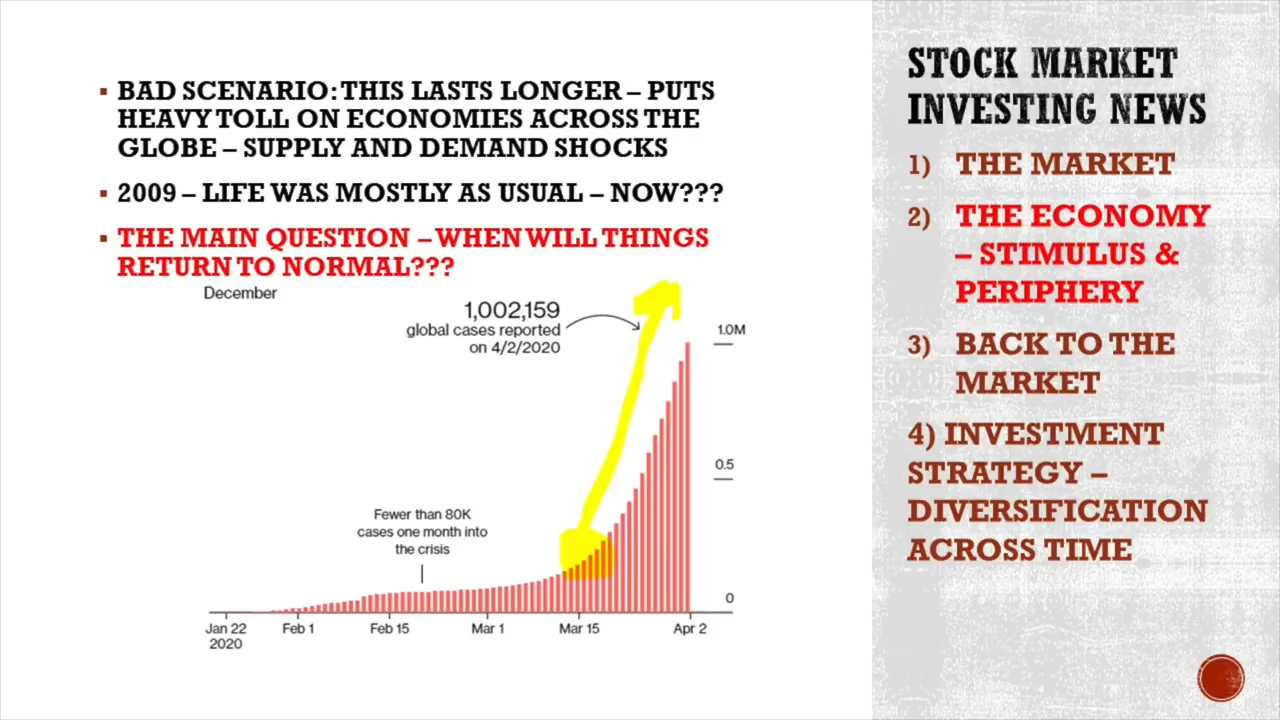 ▪ BAD SCENARIO: THIS LASTS LONGER – PUTS
HEAVY TOLL ON ECONOMIES ACROSS THE
GLOBE – SUPPLY AND DEMAND SHOCKS
▪ 2009 – LIFE WAS MOSTLY AS USUAL – NOW???
▪ THE MAIN QUESTION – WHEN WILL THINGS
RETURN TO NORMAL???
December
1,002,159
global cases reported
on 4/2/2020
1.0M
0.5
Fewer than 80K
cases one month into
the crisis
0
Jan 22 Feb 1 Feb 15 Mar 1 Mar 15 Apr 2
2020
STOCK MARKET
INVESTING NEWS
1) THE MARKET
2) THE ECONOMY
– STIMULUS &
PERIPHERY
3) BACK TO THE
MARKET
4) INVESTMENT
STRATEGY –
DIVERSIFICATION
ACROSS TIME